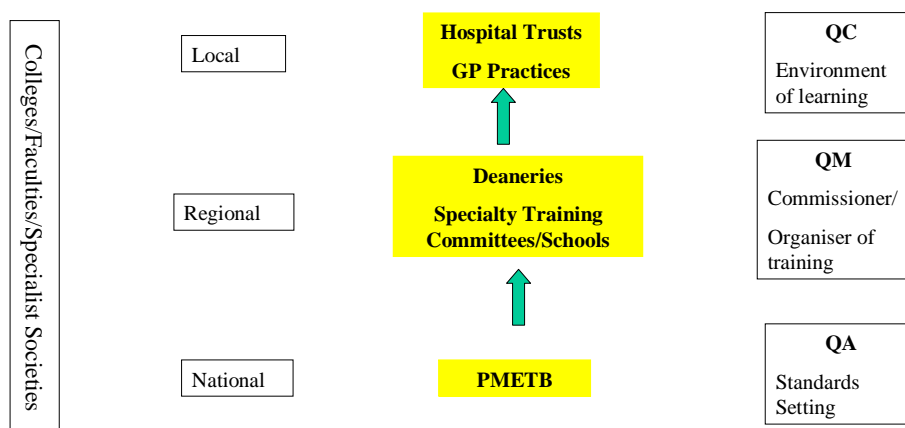 Colleges/Faculties/Specialist Societies
Local
Hospital Trusts
GP Practices
QC
Environment
of learning
Regional
Deaneries
Specialty Training
Committees/Schools
QM
Commissioner/
Organiser of
training
National
PMETB
QA
Standards
Setting